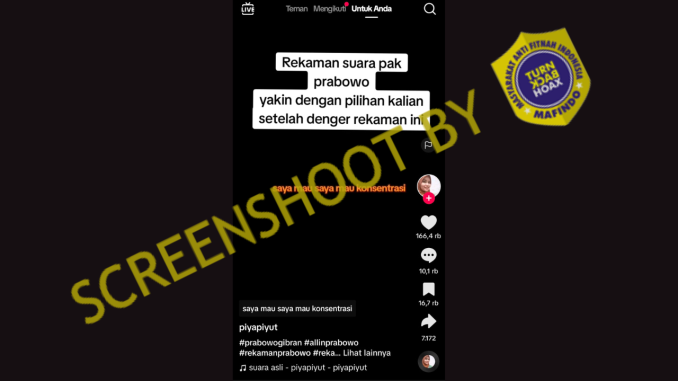 LIVE
Teman Mengikuti Untuk Anda
Rekaman suara pak
prabowo
yakin dengan pilihan kalian
setelah denger rekaman ini
saya mau saya mau konsentrasi
166,4 rb
10,1 rb
16,7 rb
7.172
saya mau saya mau konsentrasi
piyapiyut
#prabowogibran #allinprabowo
#rekamanprabowo #reka... Lihat lainnya
suara asli - piyapiyut - piyapiyut
SCREENSHOOT BY
MASYARAKAT ANTI FITNAH INDONESIA
TURN
BACK
HOAX
MAFINDO